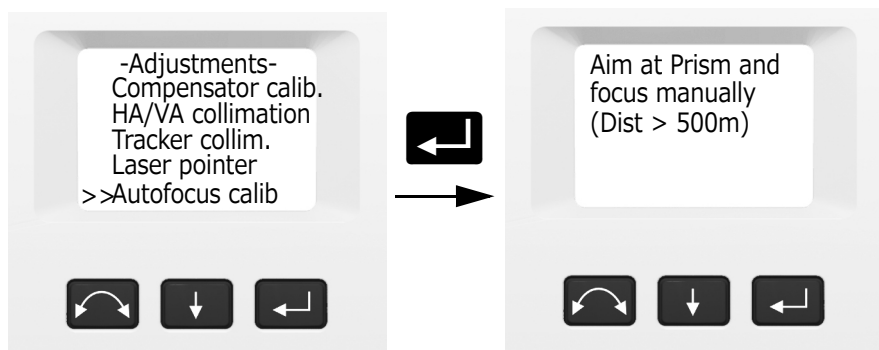 -Adjustments-
Compensator calib.
HA/VA collimation
Tracker collim.
Laser pointer
>>Autofocus calib
Aim at Prism and
focus manually
(Dist > 500m)